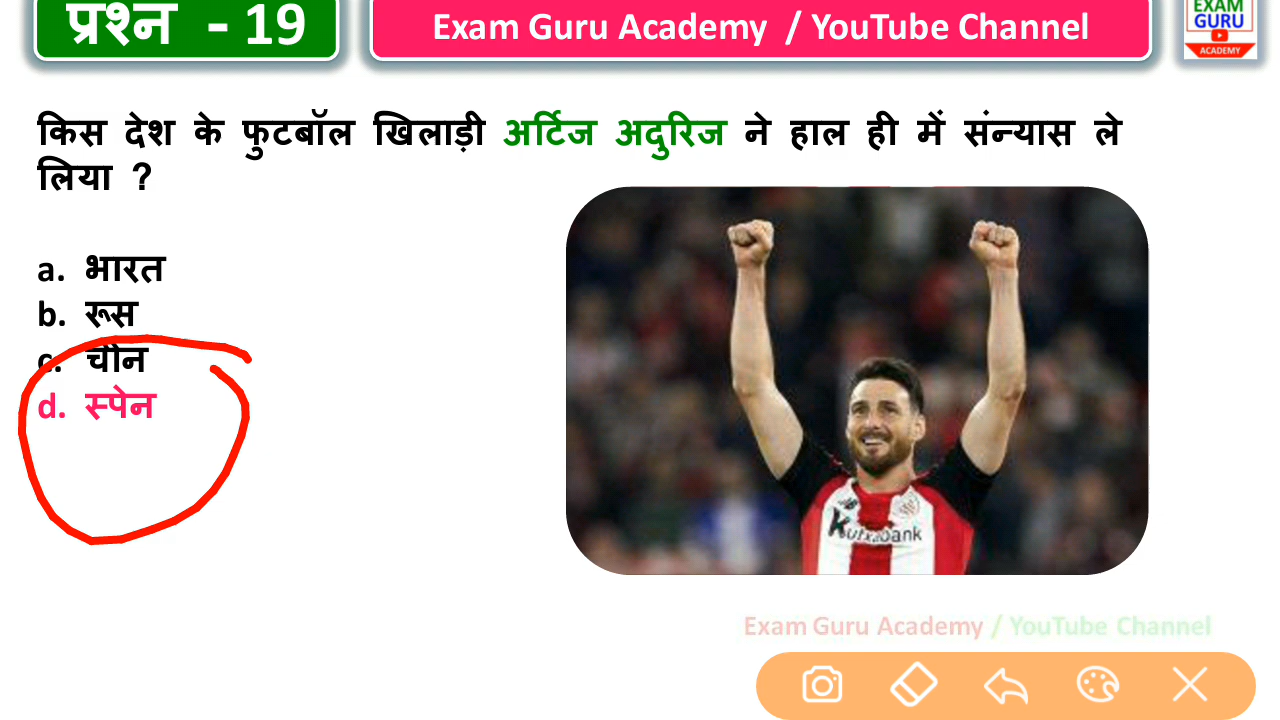 प्रश्न - 19
Exam Guru Academy / YouTube Channel
EXAM
GURU
ACADEMY
किस देश के फुटबॉल खिलाड़ी अर्टिज अदुरिज ने हाल ही में संन्यास ले
लिया ?
a. भारत
b. रूस
c. चीन
d. स्पेन
Kutxabank
Exam Guru Academy / YouTube Channel